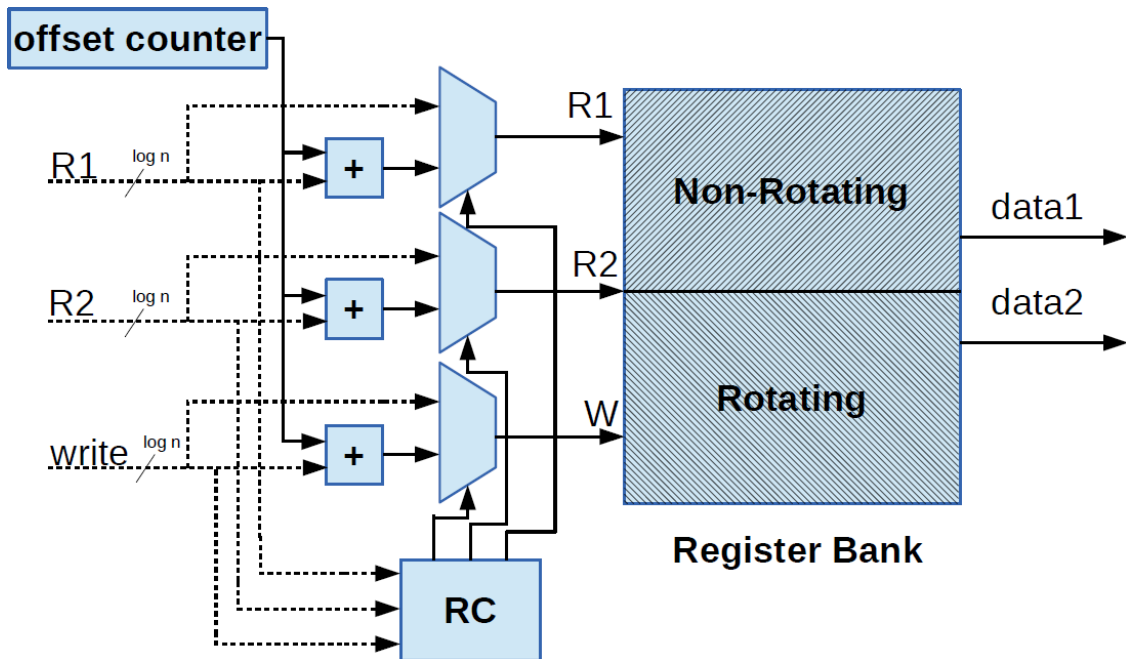 offset counter
R1
log n
+
R1
Non-Rotating
data1
R2
log n
+
R2
data2
Rotating
write
log n
+
W
Register Bank
RC